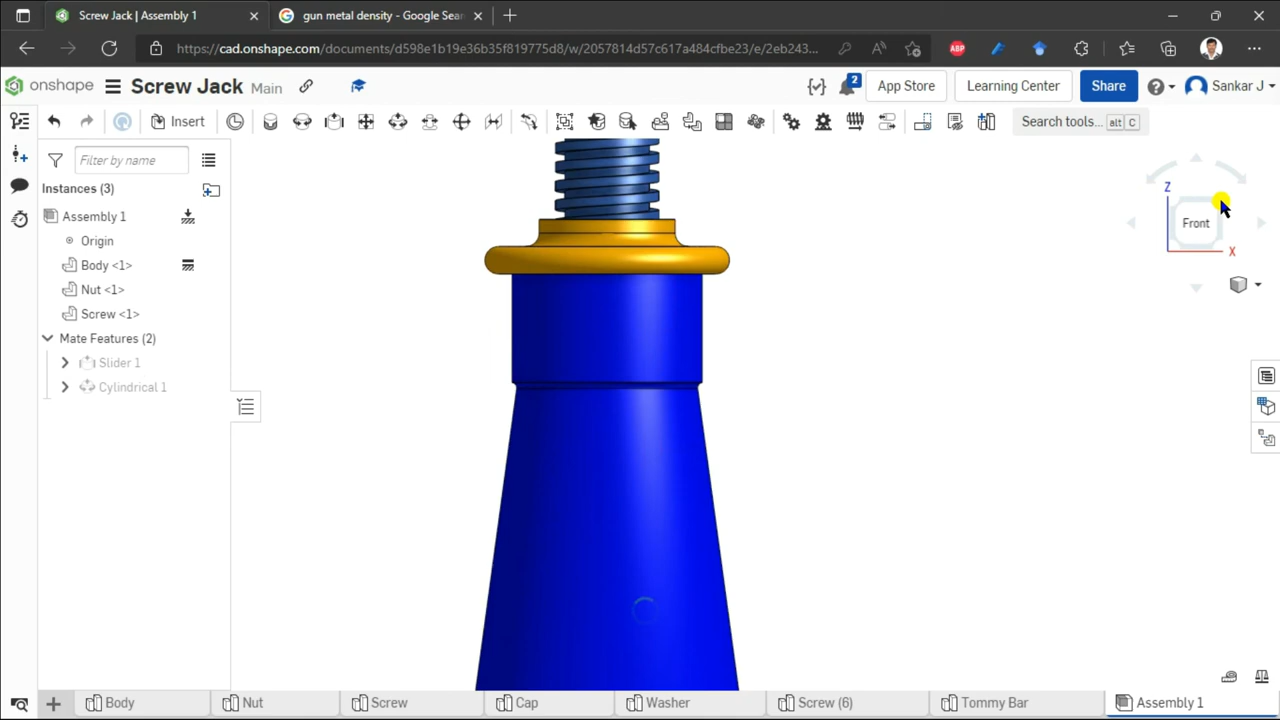 Screw Jack | Assembly 1
gun metal density - Google Sear
https://cad.onshape.com/documents/d598e1b19e36b35f819775d8/w/2057814d57c617a484cfbe23/e/2eb243...
ABP
onshape
Screw Jack Main
2
App Store
Learning Center
Share
Sankar J
Insert
Search tools... alt C
Filter by name
Instances (3)
Assembly 1
Origin
Body <1>
Nut <1>
Screw <1>
Mate Features (2)
Slider 1
Cylindrical 1
Z
Front
X
Body
Nut
Screw
Cap
Washer
Screw (6)
Tommy Bar
Assembly 1